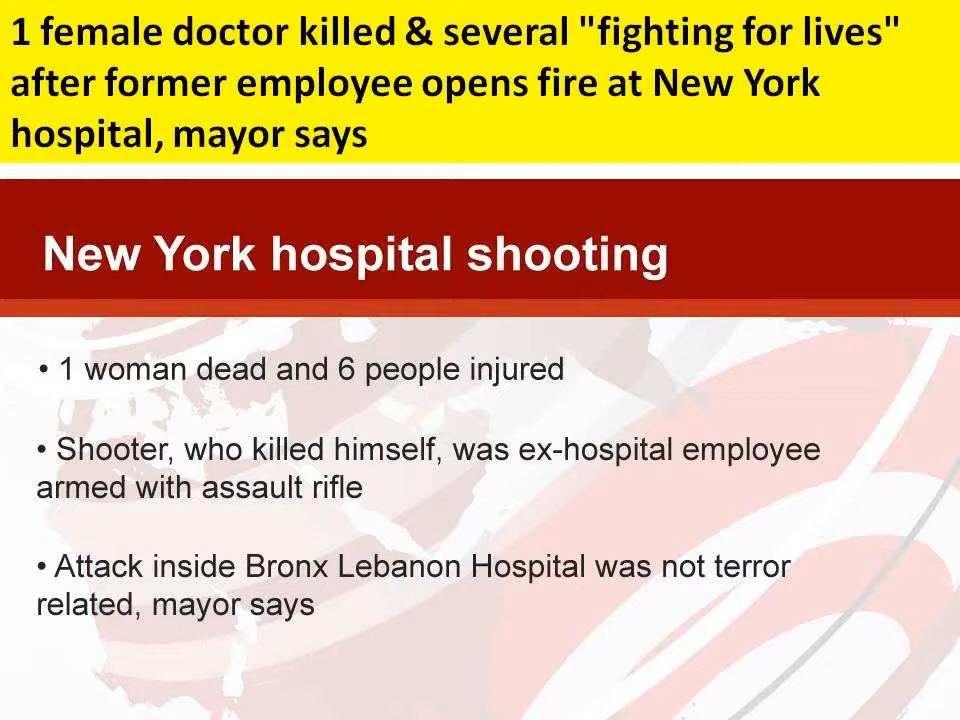 1 female doctor killed & several "fighting for lives"
after former employee opens fire at New York
hospital, mayor says
New York hospital shooting
• 1 woman dead and 6 people injured
• Shooter, who killed himself, was ex-hospital employee
armed with assault rifle
• Attack inside Bronx Lebanon Hospital was not terror
related, mayor says